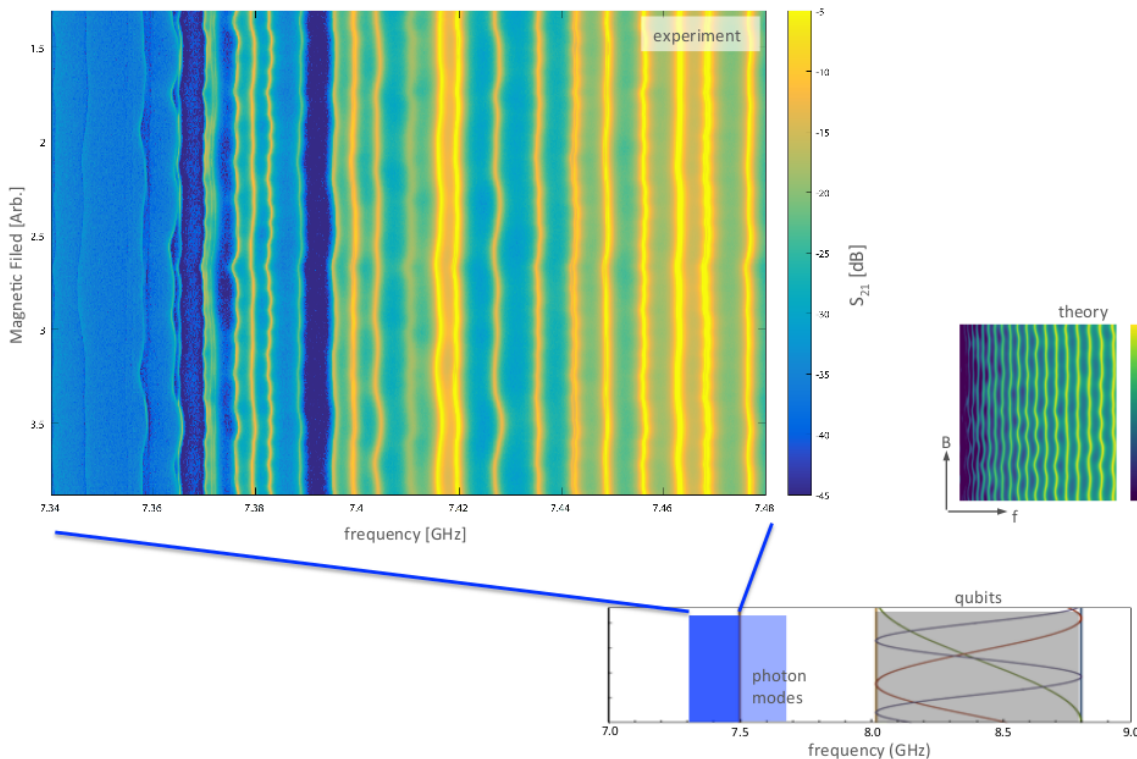 experiment
1.5
2
2.5
3
3.5
Magnetic Filed [Arb.]
7.34
7.36
7.38
7.40
7.42
7.44
7.46
7.48
frequency [GHz]
-5
-10
-15
-20
-25
-30
-35
-40
-45
S21 [dB]
theory
B
f
qubits
photon
modes
7.0
7.5
8.0
8.5
9.0
frequency (GHz)